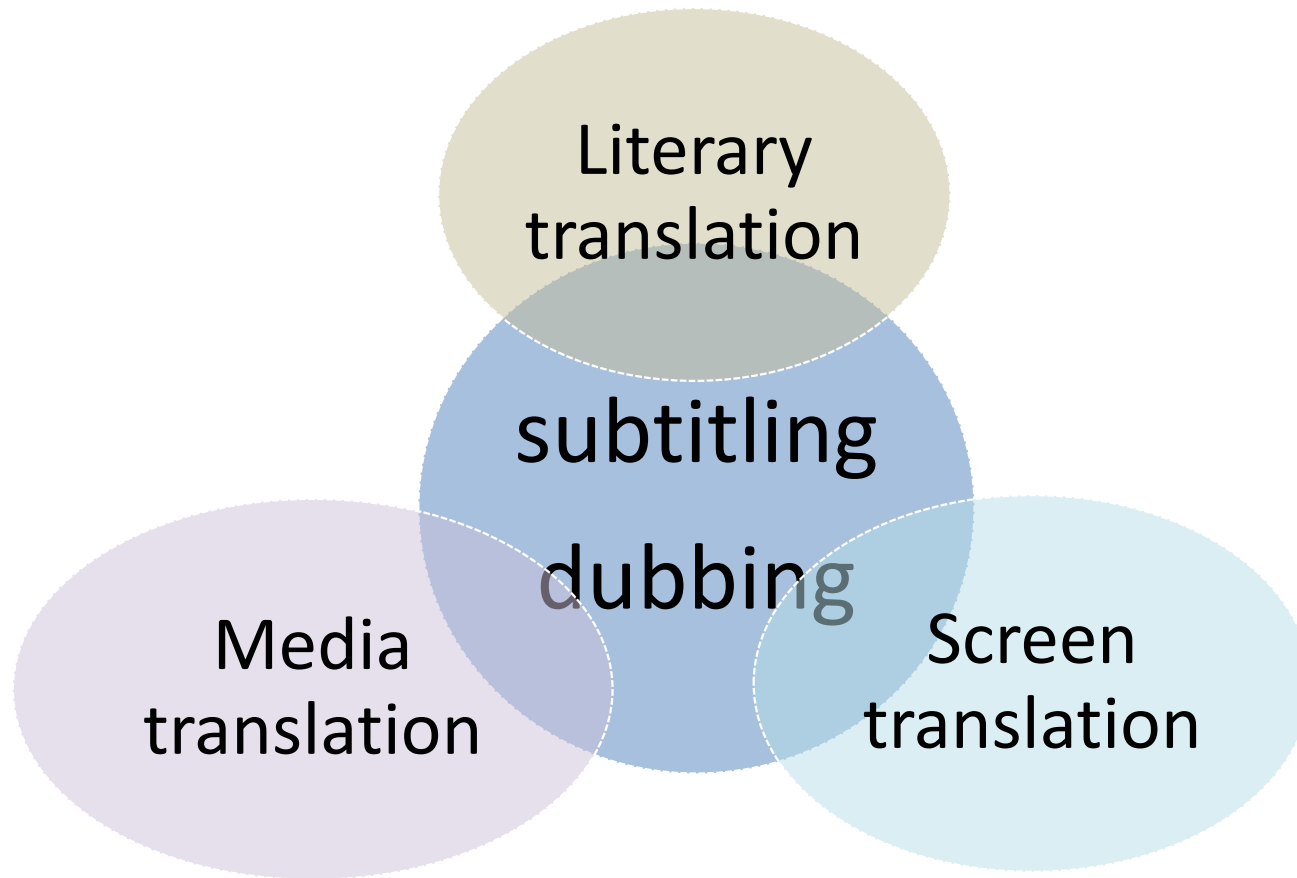 Literary
translation
subtitling
dubbing
Media
translation
Screen
translation